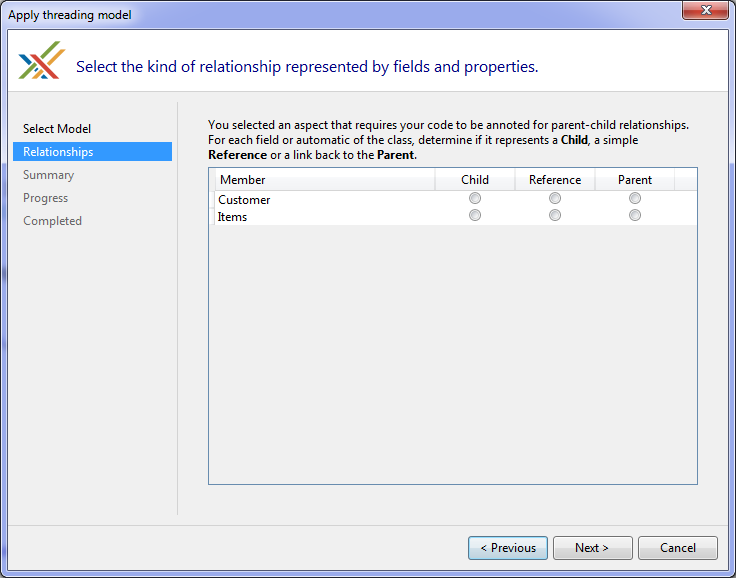 Apply threading model
Select the kind of relationship represented by fields and properties.
Select Model
Relationships
Summary
Progress
Completed
You selected an aspect that requires your code to be annoted for parent-child relationships.
For each field or automatic of the class, determine if it represents a Child, a simple
Reference or a link back to the Parent.
Member Child Reference Parent
Customer
Items
< Previous Next > Cancel